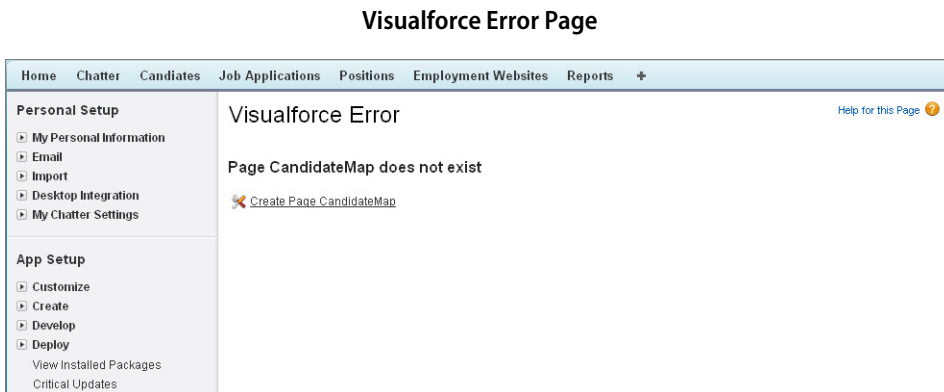 Visualforce Error Page
Home Chatter Candiates Job Applications Positions Employment Websites Reports +
Personal Setup
My Personal Information
Email
Import
Desktop Integration
My Chatter Settings
App Setup
Customize
Create
Develop
Deploy
View Installed Packages
Critical Updates
Visualforce Error
Help for this Page ?
Page CandidateMap does not exist
Create Page CandidateMap